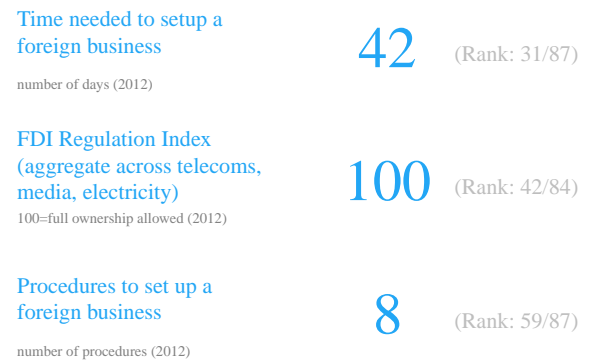 Time needed to setup a
foreign business
42 (Rank: 31/87)
number of days (2012)
FDI Regulation Index
(aggregate across telecoms,
media, electricity)
100 (Rank: 42/84)
100=full ownership allowed (2012)
Procedures to set up a
foreign business
8 (Rank: 59/87)
number of procedures (2012)